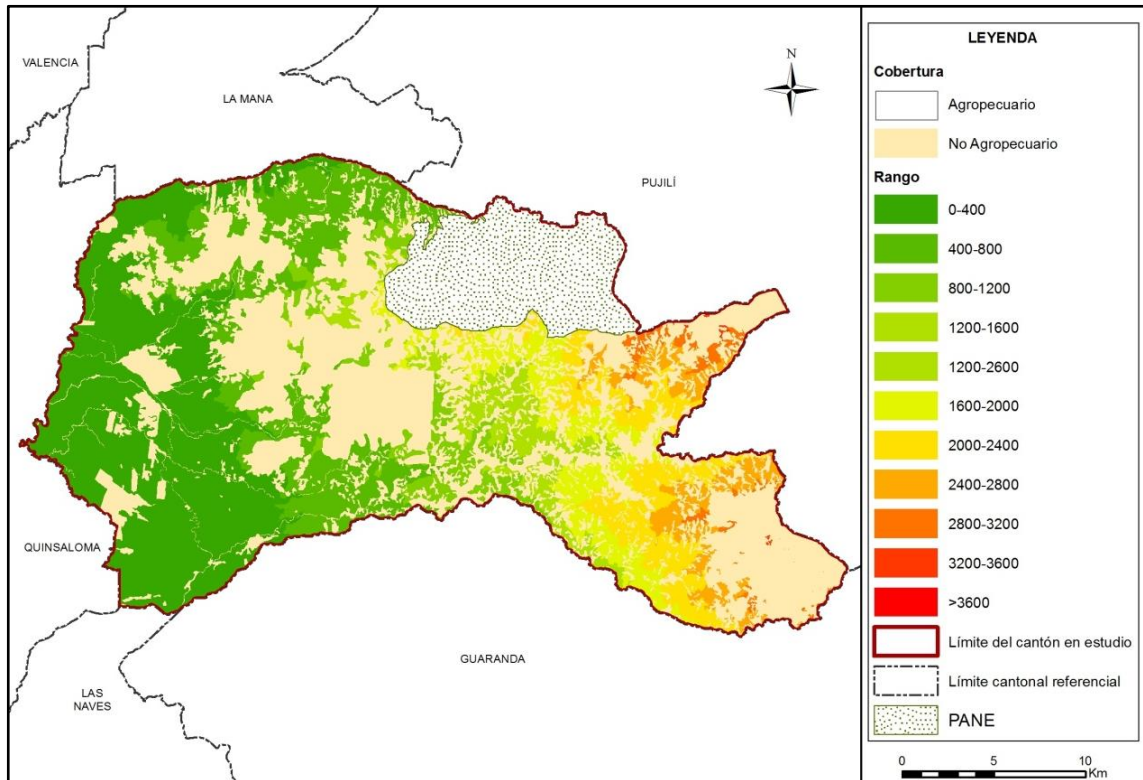 VALENCIA
LA MANA
N
PUJILÍ
QUINSALOMA
GUARANDA
LAS
NAVES
LEYENDA
Cobertura
Agropecuario
No Agropecuario
Rango
0-400
400-800
800-1200
1200-1600
1200-2600
1600-2000
2000-2400
2400-2800
2800-3200
3200-3600
>3600
Límite del cantón en estudio
Límite cantonal referencial
PANE
0 5 10
Km